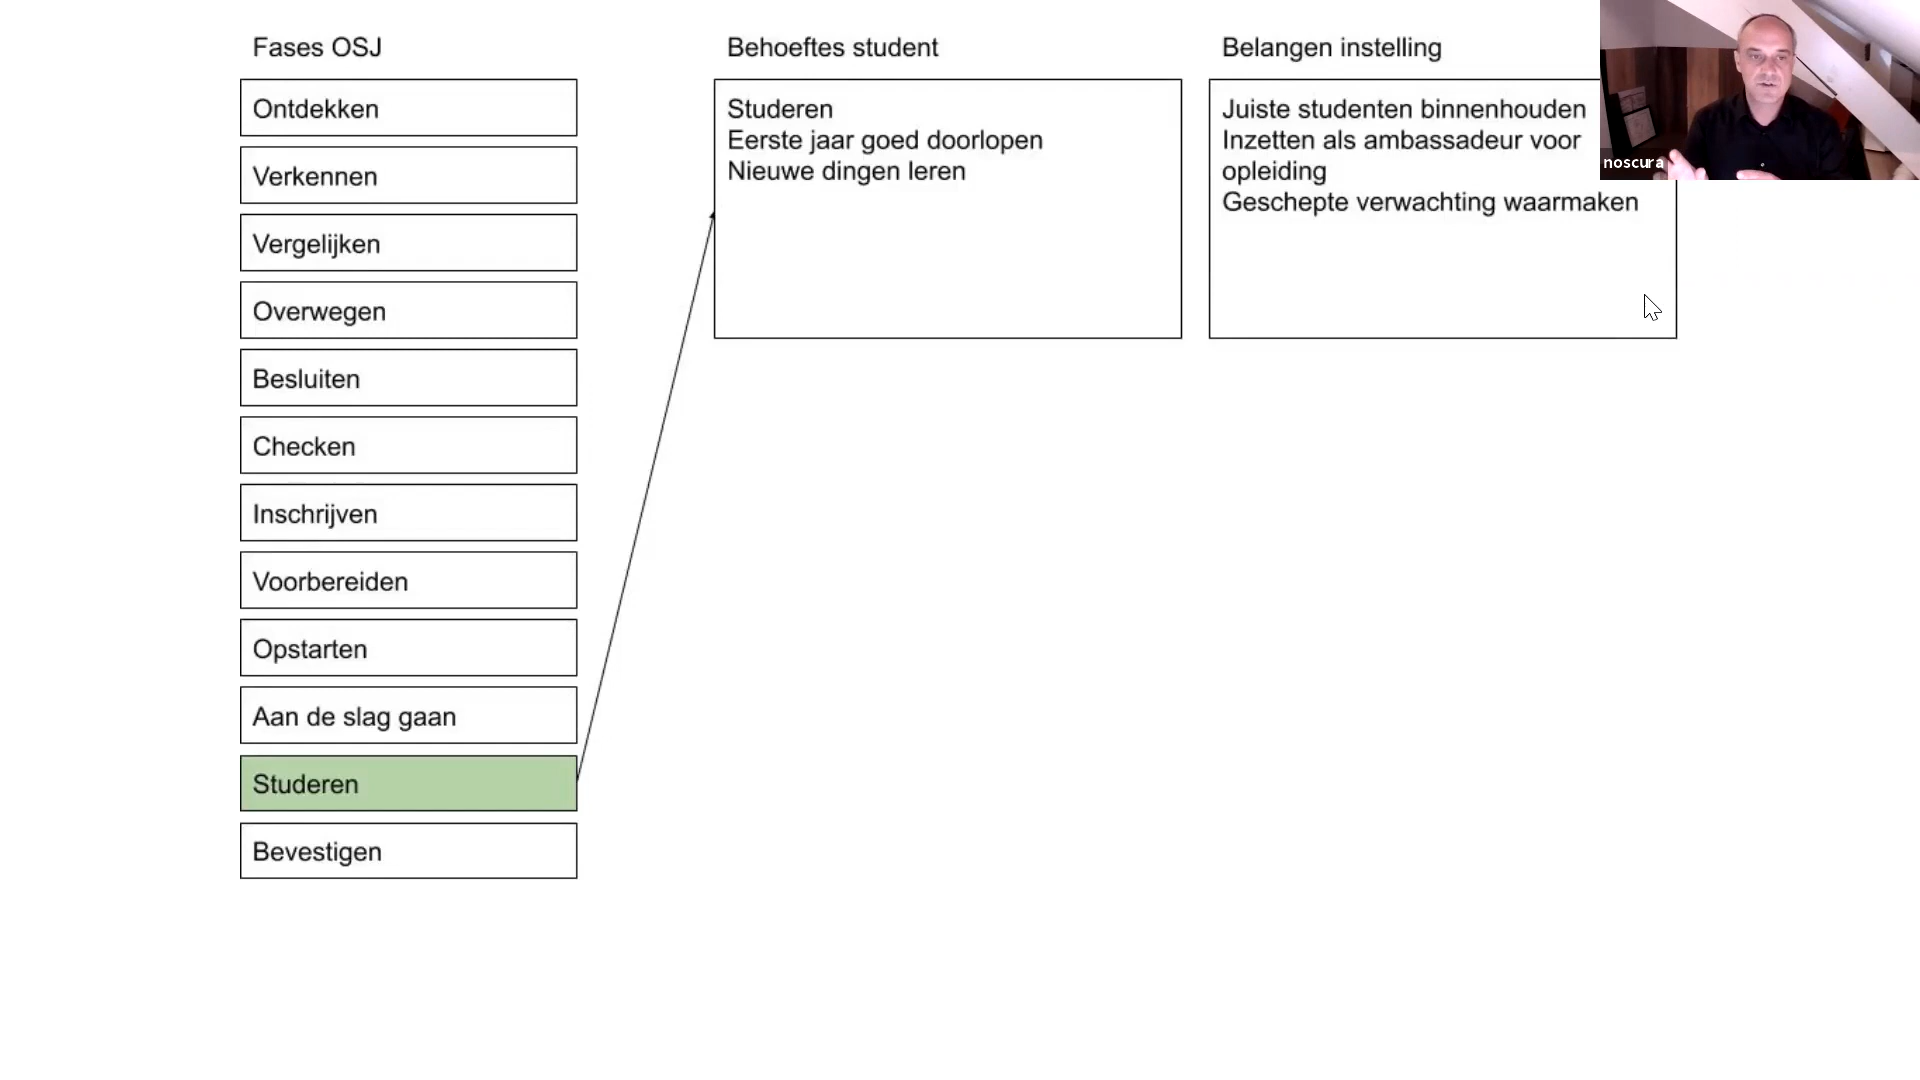 Fases OSJ
Ontdekken
Verkennen
Vergelijken
Overwegen
Besluiten
Checken
Inschrijven
Voorbereiden
Opstarten
Aan de slag gaan
Studeren
Bevestigen
Behoeftes student
Studeren
Eerste jaar goed doorlopen
Nieuwe dingen leren
Belangen instelling
Juiste studenten binnenhouden
Inzetten als ambassadeur voor
opleiding
Geschepte verwachting waarmaken
noscura